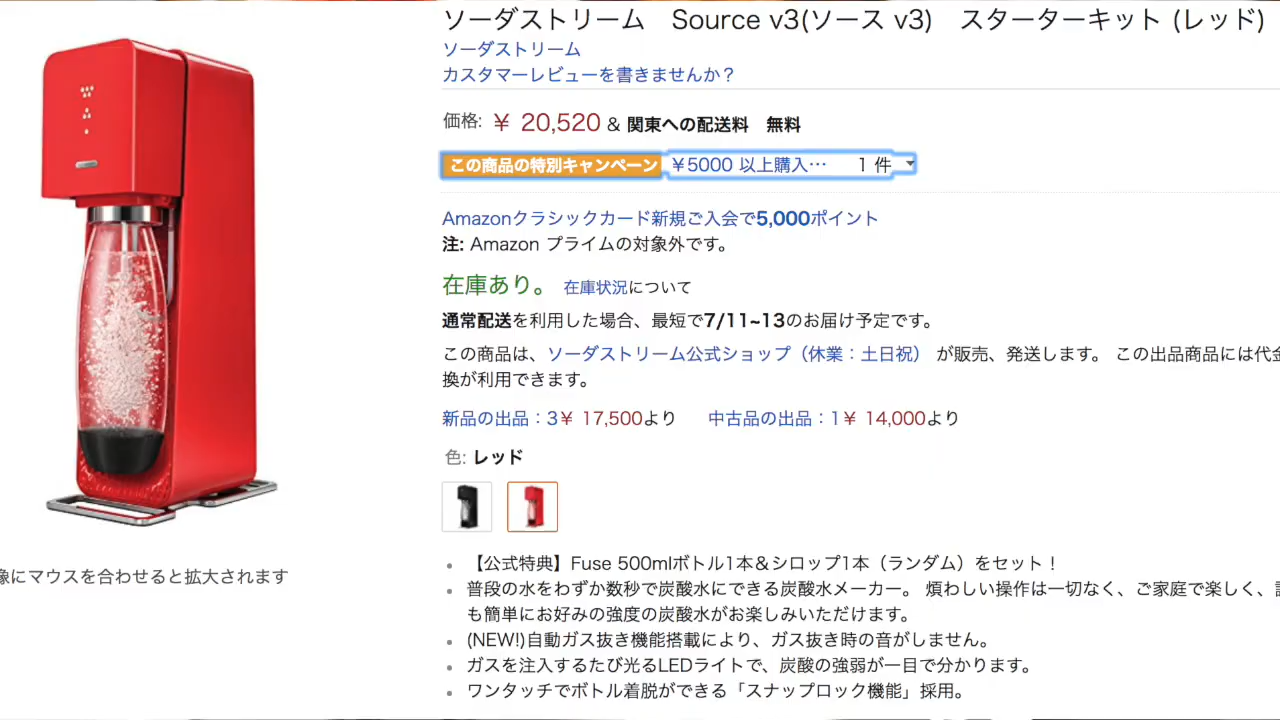 ソーダストリーム　Source v3(ソース v3)　スターターキット (レッド)
ソーダストリーム
カスタマーレビューを書きませんか？
価格: ￥ 20,520 & 関東への配送料　無料
この商品の特別キャンペーン ￥5000 以上購入… 1 件
Amazonクラシックカード新規ご入会で5,000ポイント
注: Amazon プライムの対象外です。
在庫あり。 在庫状況について
通常配送を利用した場合、最短で7/11~13のお届け予定です。
この商品は、ソーダストリーム公式ショップ（休業：土日祝） が販売、発送します。 この出品商品には代金
換が利用できます。
新品の出品：3￥ 17,500より 中古品の出品：1￥ 14,000より
色: レッド
像にマウスを合わせると拡大されます
【公式特典】Fuse 500mlボトル1本＆シロップ1本（ランダム）をセット！
普段の水をわずか数秒で炭酸水にできる炭酸水メーカー。 煩わしい操作は一切なく、ご家庭で楽しく、
も簡単にお好みの強度の炭酸水がお楽しみいただけます。
(NEW!)自動ガス抜き機能搭載により、ガス抜き時の音がしません。
ガスを注入するたび光るLEDライトで、炭酸の強弱が一目で分かります。
ワンタッチでボトル着脱ができる「スナップロック機能」採用。